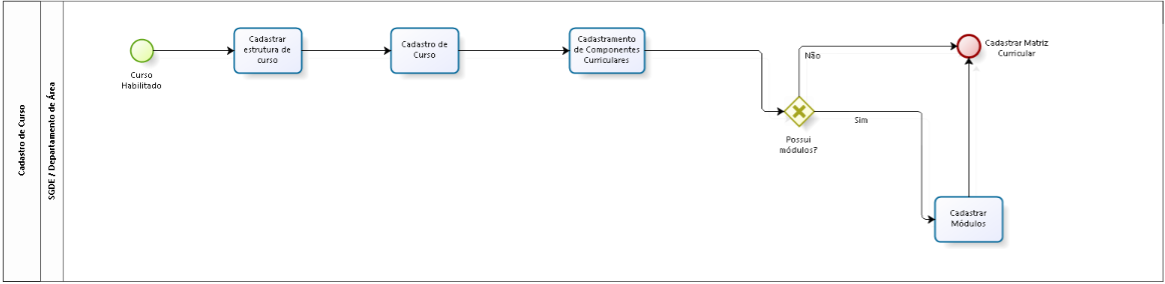 Cadastro de Curso
SGDE / Departamento de Área
Curso
Habilitado
Cadastrar
estrutura de
curso
Cadastro de
Curso
Cadastramento
de Componentes
Curriculares
Possui
módulos?
Não
Sim
Cadastrar
Módulos
Cadastrar Matriz
Curricular